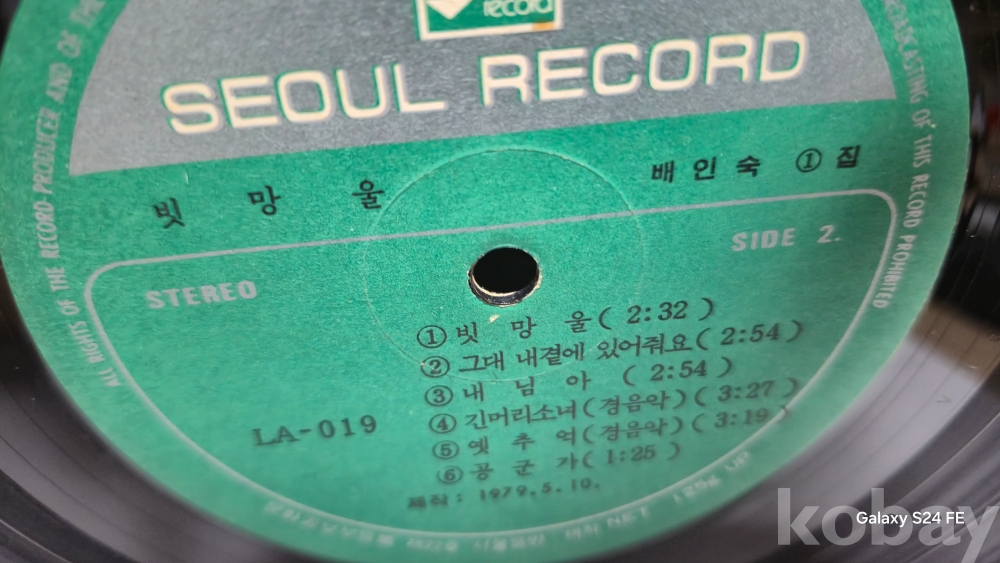 record
SEOUL RECORD
빗 망 울
배 인 숙 ① 집
STEREO
SIDE 2.
① 빗 망 울 ( 2:32 )
② 그대 내곁에 있어줘요 ( 2:54 )
③ 내 님 아 ( 2:54 )
④ 긴머리소녀(경음악) ( 3:27 )
⑤ 옛 추 억(경음악) ( 3:19 )
⑥ 공 군 가 ( 1:25 )
LA-019
제작: 1979. 5. 10.
ALL RIGHTS OF THE RECORD-PRODUCER AND OF THE
BROADCASTING OF THIS RECORD PROHIBITED
kobay
Galaxy S24 FE